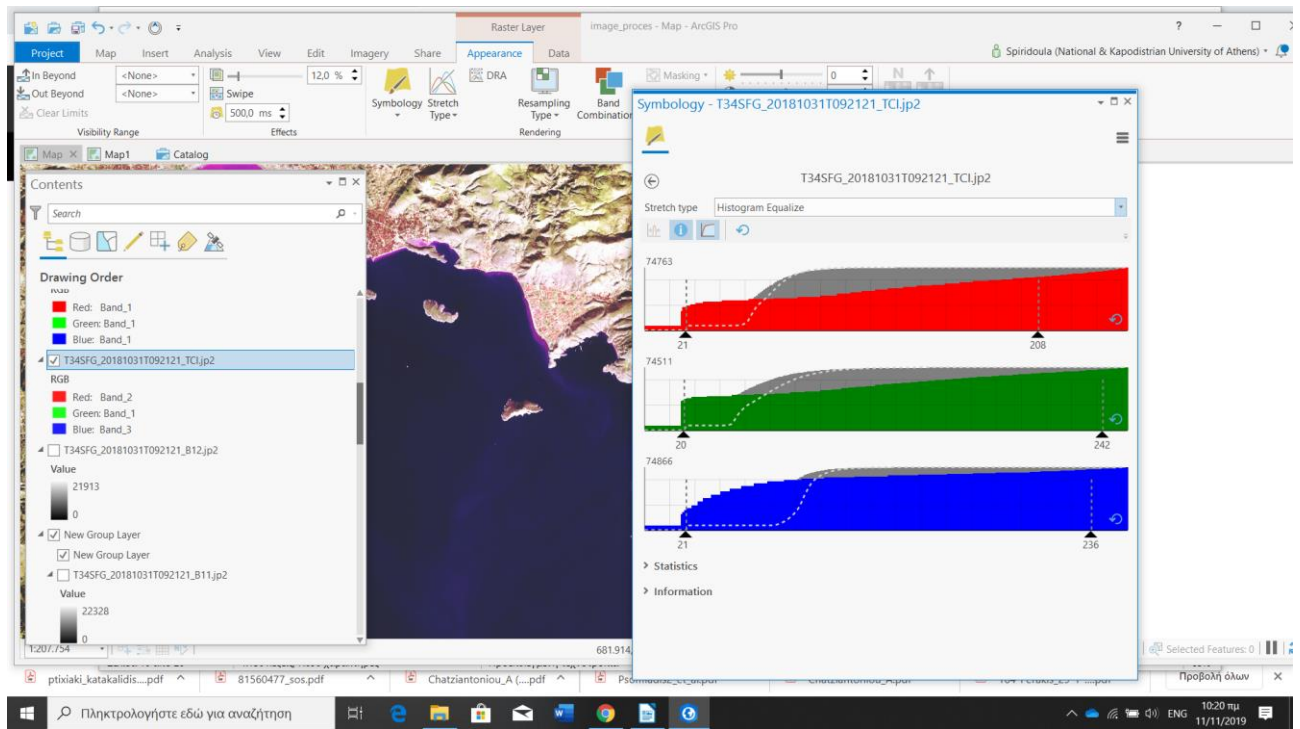 Raster Layer
image_proces - Map - ArcGIS Pro
?
Project Map Insert Analysis View Edit Imagery Share Appearance Data
Spiridoula (National & Kapodistrian University of Athens)
In Beyond <None>
Out Beyond <None>
Clear Limits
Visibility Range
12,0 %
Swipe
500,0 ms
Effects
Symbology
Stretch Type
DRA
Resampling Type
Band Combination
Rendering
Masking
0
Map Map1 Catalog
Contents
Search
Drawing Order
RGB
Red: Band_1
Green: Band_1
Blue: Band_1
T34SFG_20181031T092121_TCI.jp2
RGB
Red: Band_2
Green: Band_1
Blue: Band_3
T34SFG_20181031T092121_B12.jp2
Value
21913
0
New Group Layer
New Group Layer
T34SFG_20181031T092121_B11.jp2
Value
22328
0
1:207.754
681.914,
Symbology - T34SFG_20181031T092121_TCI.jp2
T34SFG_20181031T092121_TCI.jp2
Stretch type Histogram Equalize
74763
21 208
74511
20 242
74866
21 236
Statistics
Information
Selected Features: 0
ptixiaki_katakalidis....pdf 81560477_sos.pdf Chatziantoniou_A (....pdf
Προβολή όλων
Πληκτρολογήστε εδώ για αναζήτηση
ENG
10:20 πμ
11/11/2019